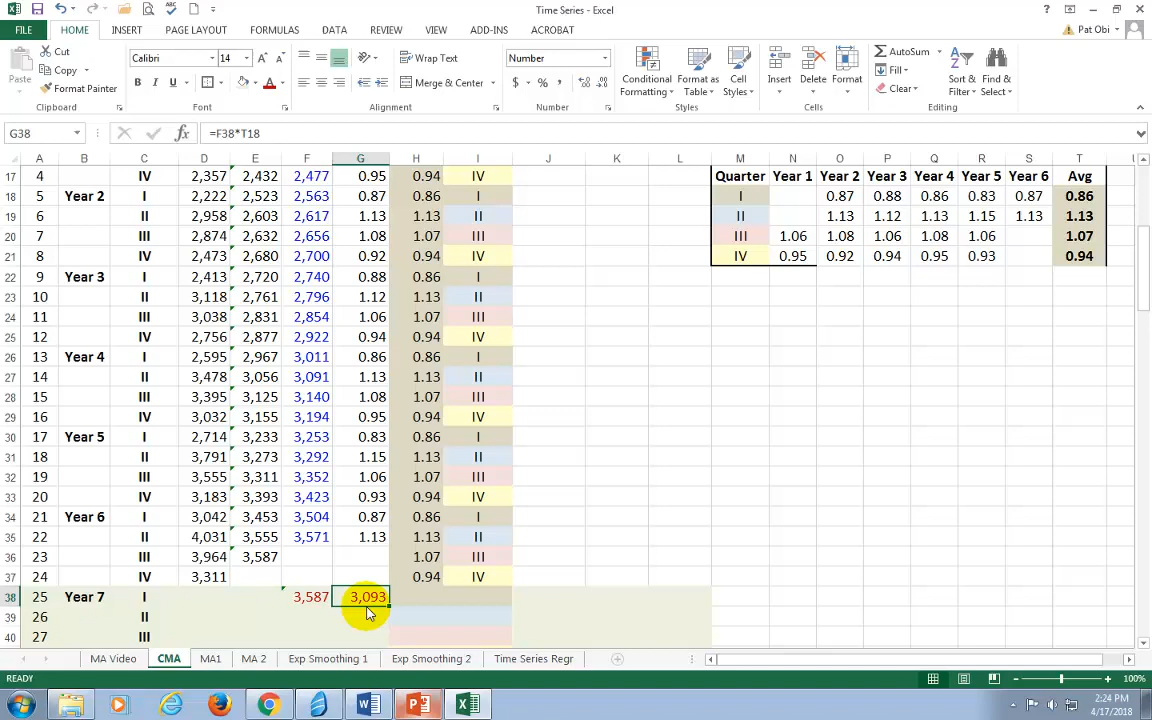 Time Series - Excel
FILE HOME INSERT PAGE LAYOUT FORMULAS DATA REVIEW VIEW ADD-INS ACROBAT Pat Obi
Cut Calibri 14 Wrap Text Number AutoSum
Copy Paste Conditional Format as Cell Insert Delete Format Fill Sort & Find &
Format Painter B I U Merge & Center $ % Formatting Table Styles Clear Filter Select
Clipboard Font Alignment Number Styles Cells Editing
G38 fx =F38*T18
A B C D E F G H I J K L M N O P Q R S T
17 4 IV 2,357 2,432 2,477 0.95 0.94 IV Quarter Year 1 Year 2 Year 3 Year 4 Year 5 Year 6 Avg
18 5 Year 2 I 2,222 2,523 2,563 0.87 0.86 I I 0.87 0.88 0.86 0.83 0.87 0.86
19 6 II 2,958 2,603 2,617 1.13 1.13 II II 1.13 1.12 1.13 1.15 1.13 1.13
20 7 III 2,874 2,632 2,656 1.08 1.07 III III 1.06 1.08 1.06 1.08 1.06 1.07
21 8 IV 2,473 2,680 2,700 0.92 0.94 IV IV 0.95 0.92 0.94 0.95 0.93 0.94
22 9 Year 3 I 2,413 2,720 2,740 0.88 0.86 I
23 10 II 3,118 2,761 2,796 1.12 1.13 II
24 11 III 3,038 2,831 2,854 1.06 1.07 III
25 12 IV 2,756 2,877 2,922 0.94 0.94 IV
26 13 Year 4 I 2,595 2,967 3,011 0.86 0.86 I
27 14 II 3,478 3,056 3,091 1.13 1.13 II
28 15 III 3,395 3,125 3,140 1.08 1.07 III
29 16 IV 3,032 3,155 3,194 0.95 0.94 IV
30 17 Year 5 I 2,714 3,233 3,253 0.83 0.86 I
31 18 II 3,791 3,273 3,292 1.15 1.13 II
32 19 III 3,555 3,311 3,352 1.06 1.07 III
33 20 IV 3,183 3,393 3,423 0.93 0.94 IV
34 21 Year 6 I 3,042 3,453 3,504 0.87 0.86 I
35 22 II 4,031 3,555 3,571 1.13 1.13 II
36 23 III 3,964 3,587 1.07 III
37 24 IV 3,311 0.94 IV
38 25 Year 7 I 3,587 3,093
39 26 II
40 27 III
MA Video CMA MA1 MA 2 Exp Smoothing 1 Exp Smoothing 2 Time Series Regr
READY 100%
2:24 PM
4/17/2018